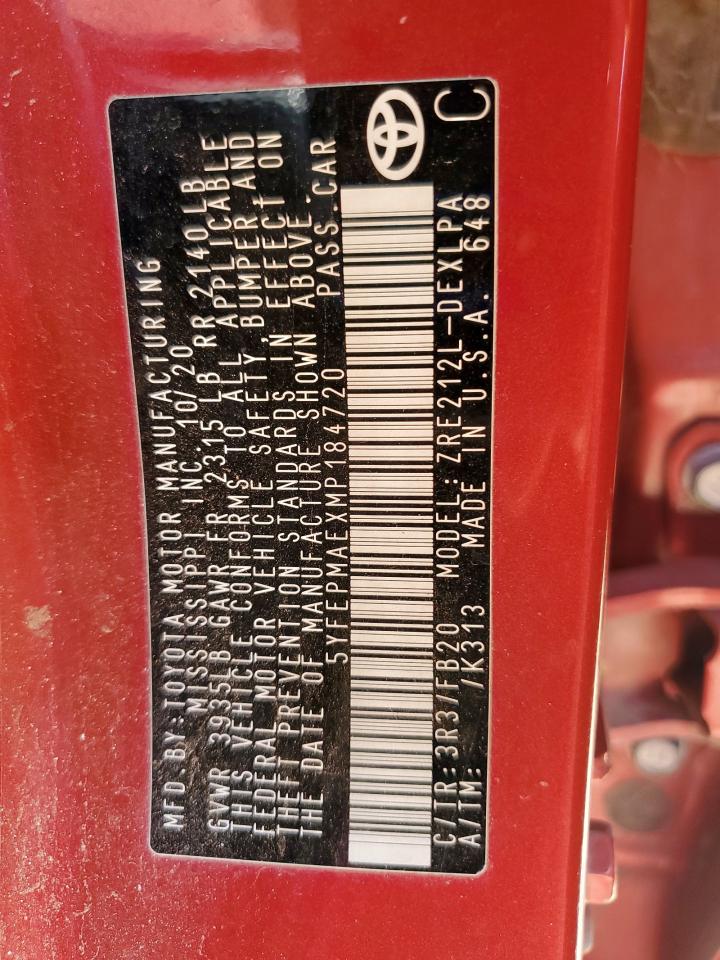 MFD.BY:TOYOTA MOTOR MANUFACTURING
MISSISSIPPI INC. 10/20
GVWR 3935LB GAWR FR 2315 LB RR 2140LB
THIS VEHICLE CONFORMS TO ALL APPLICABLE
FEDERAL MOTOR VEHICLE SAFETY, BUMPER,AND
THEFT PREVENTION STANDARDS IN EFFECT ON
THE DATE OF MANUFACTURE SHOWN ABOVE.
5YFEPMAEXMP184720 PASS.CAR
C/TR:3R3/FB20 MODEL:ZRE212L-DEXLPA
A/TM: /K313 MADE IN U.S.A. 648
C